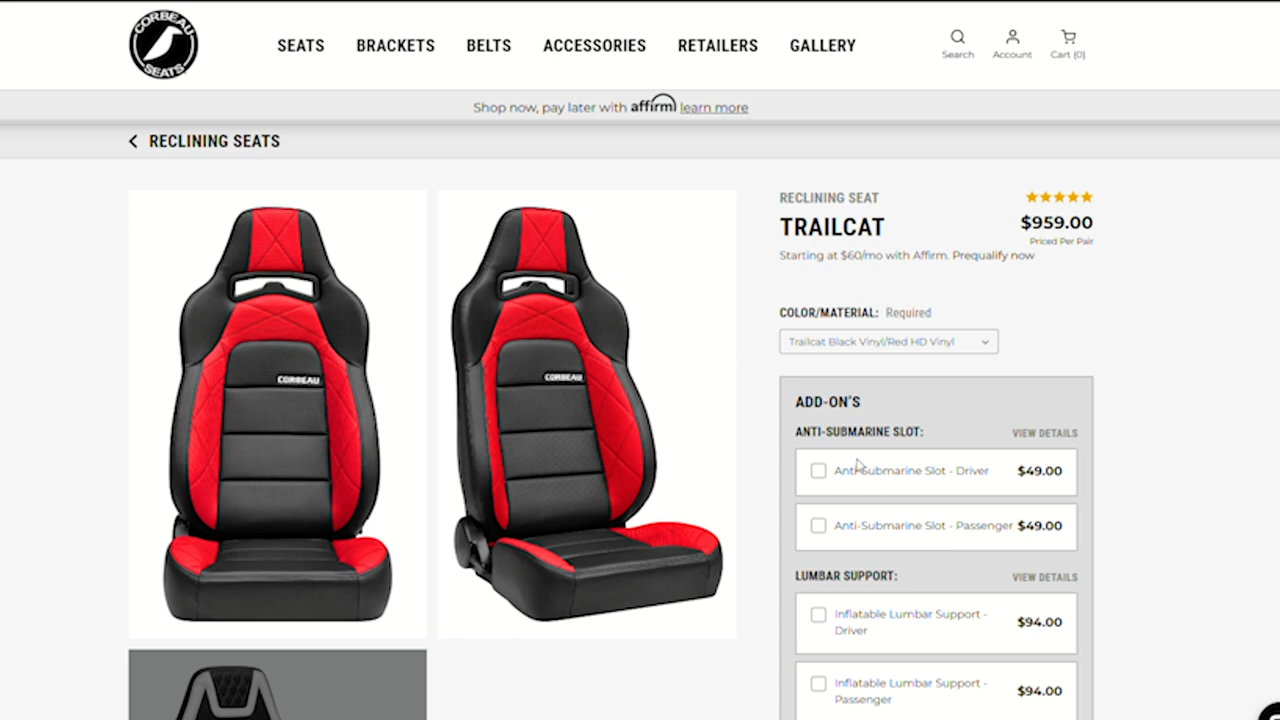 CORBEAU
SEATS
SEATS
BRACKETS
BELTS
ACCESSORIES
RETAILERS
GALLERY
Search
Account
Cart (0)
Shop now, pay later with affirm learn more
RECLINING SEATS
CORBEAU
CORBEAU
RECLINING SEAT
TRAILCAT
$959.00
Priced Per Pair
Starting at $60/mo with Affirm. Prequalify now
COLOR/MATERIAL: Required
Trailcat Black Vinyl/Red HD Vinyl
ADD-ON'S
ANTI-SUBMARINE SLOT:
VIEW DETAILS
Anti-Submarine Slot - Driver
$49.00
Anti-Submarine Slot - Passenger
$49.00
LUMBAR SUPPORT:
VIEW DETAILS
Inflatable Lumbar Support -
Driver
$94.00
Inflatable Lumbar Support -
Passenger
$94.00